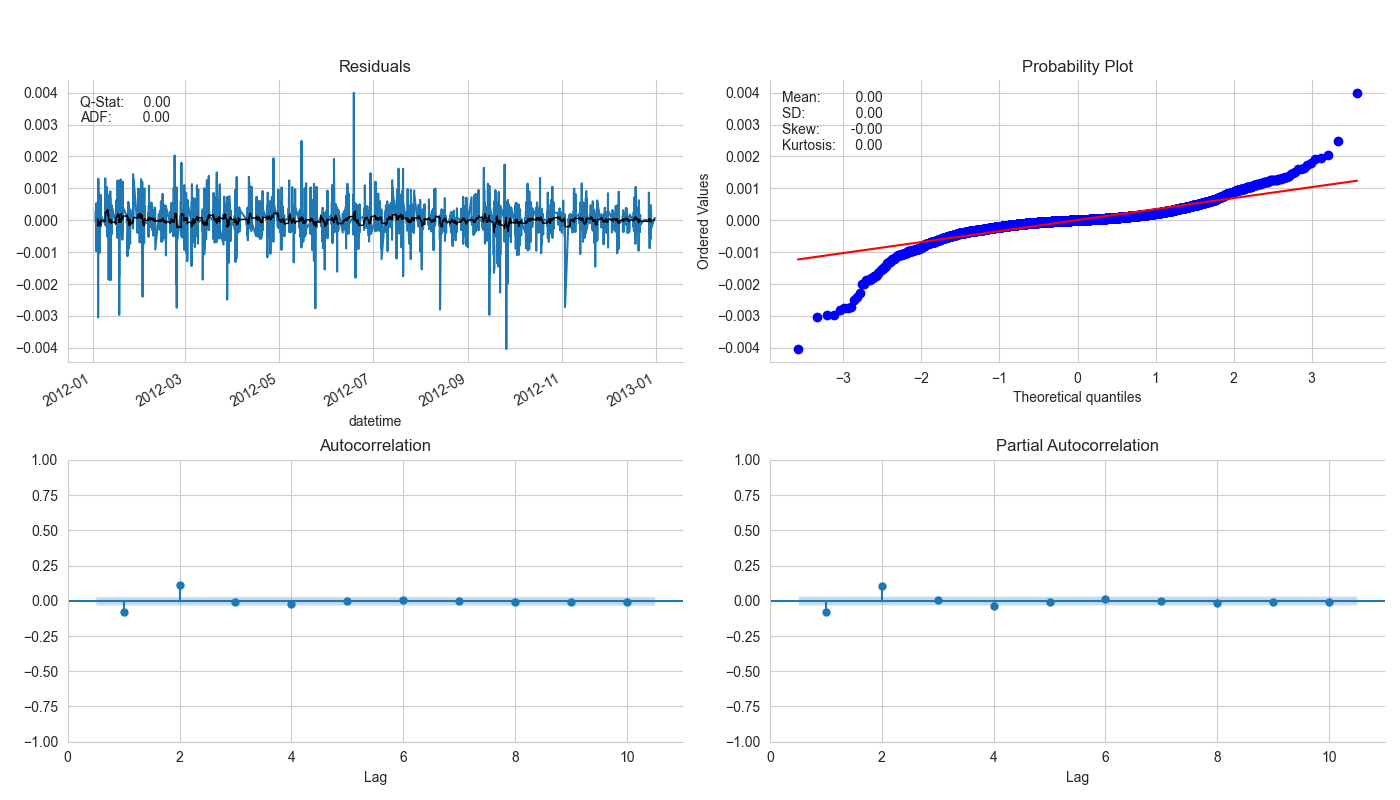 Residuals
Q-Stat: 0.00
ADF: 0.00
0.004
0.003
0.002
0.001
0.000
−0.001
−0.002
−0.003
−0.004
2012-01
2012-03
2012-05
2012-07
2012-09
2012-11
2013-01
datetime
Probability Plot
Mean: 0.00
SD: 0.00
Skew: -0.00
Kurtosis: 0.00
Ordered Values
0.004
0.003
0.002
0.001
0.000
−0.001
−0.002
−0.003
−0.004
−3 −2 −1 0 1 2 3
Theoretical quantiles
Autocorrelation
1.00
0.75
0.50
0.25
0.00
−0.25
−0.50
−0.75
−1.00
0 2 4 6 8 10
Lag
Partial Autocorrelation
1.00
0.75
0.50
0.25
0.00
−0.25
−0.50
−0.75
−1.00
0 2 4 6 8 10
Lag